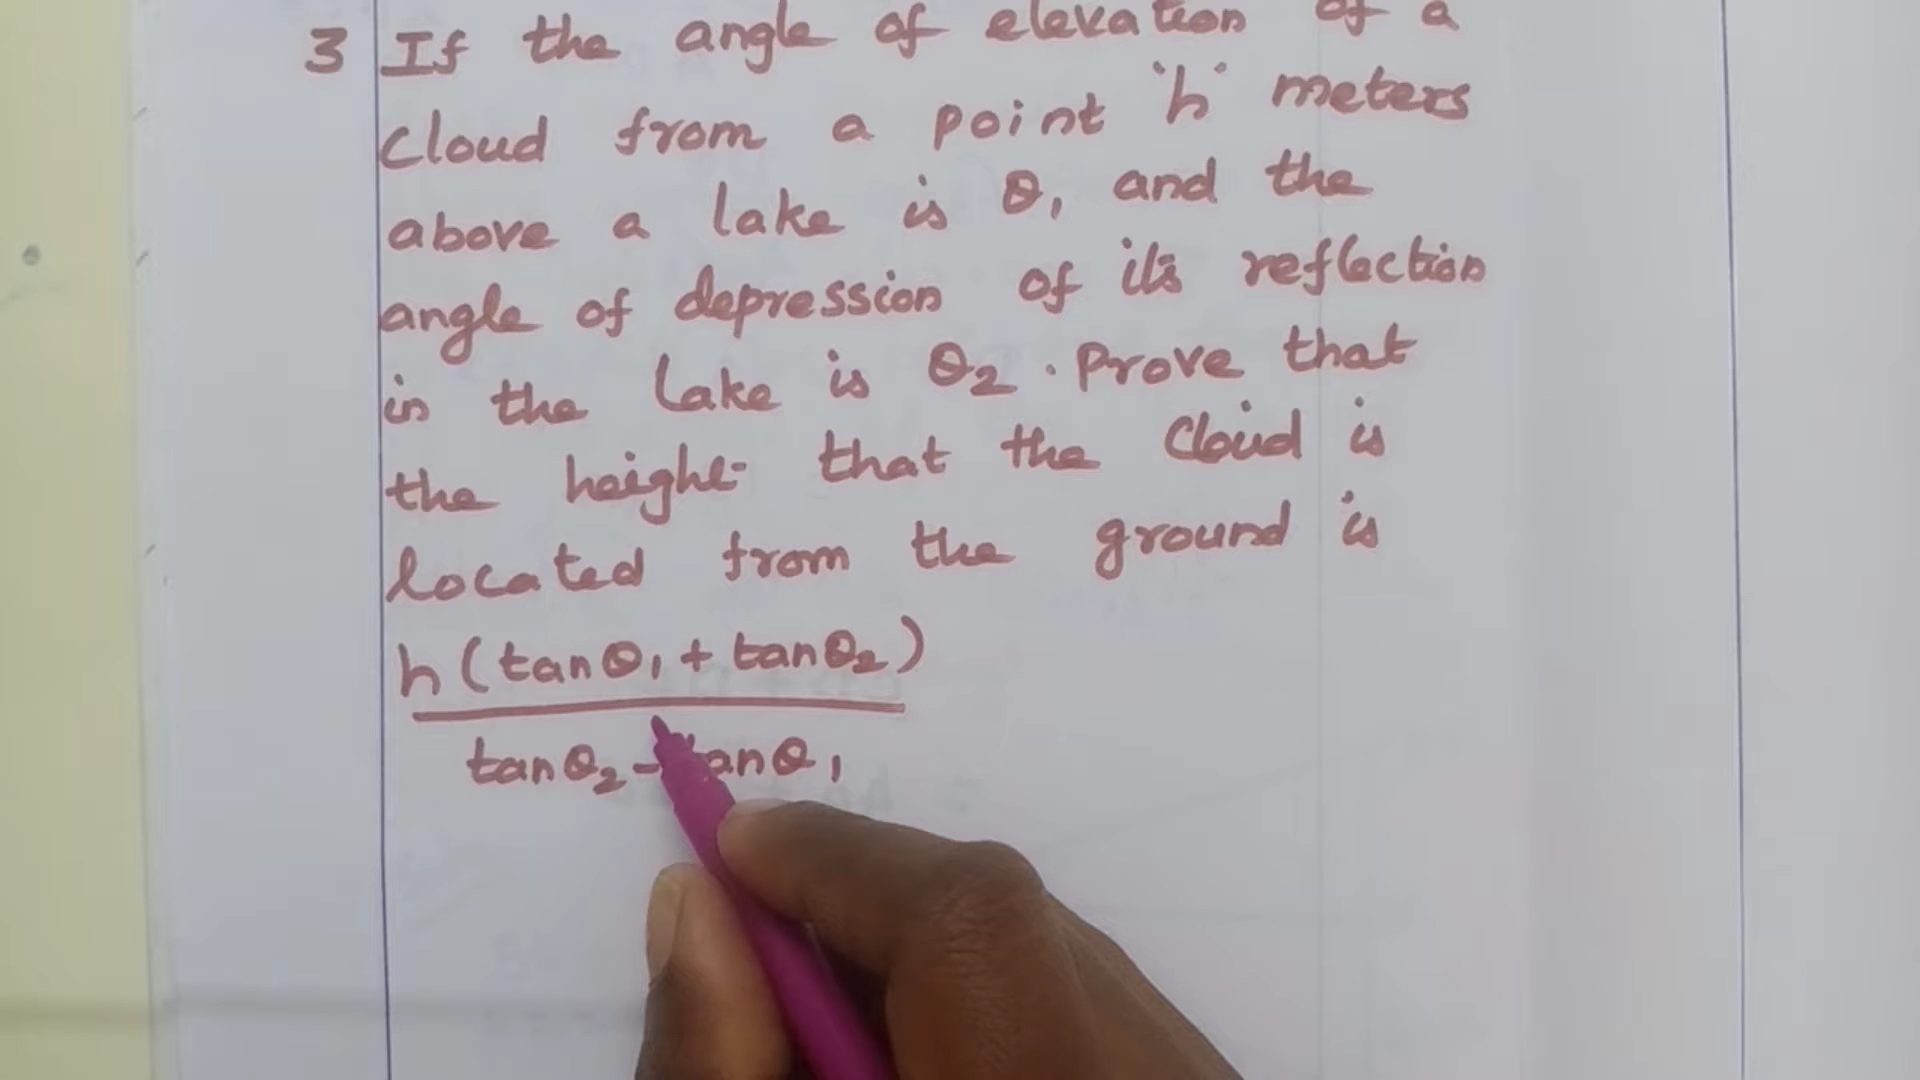 3 If the angle of elevation of a
cloud from a point 'h' meters
above a lake is θ₁ and the
angle of depression of its reflection
in the lake is θ₂. Prove that
the height that the cloud is
located from the ground is
h(tanθ₁ + tanθ₂)
tanθ₂ - tanθ₁